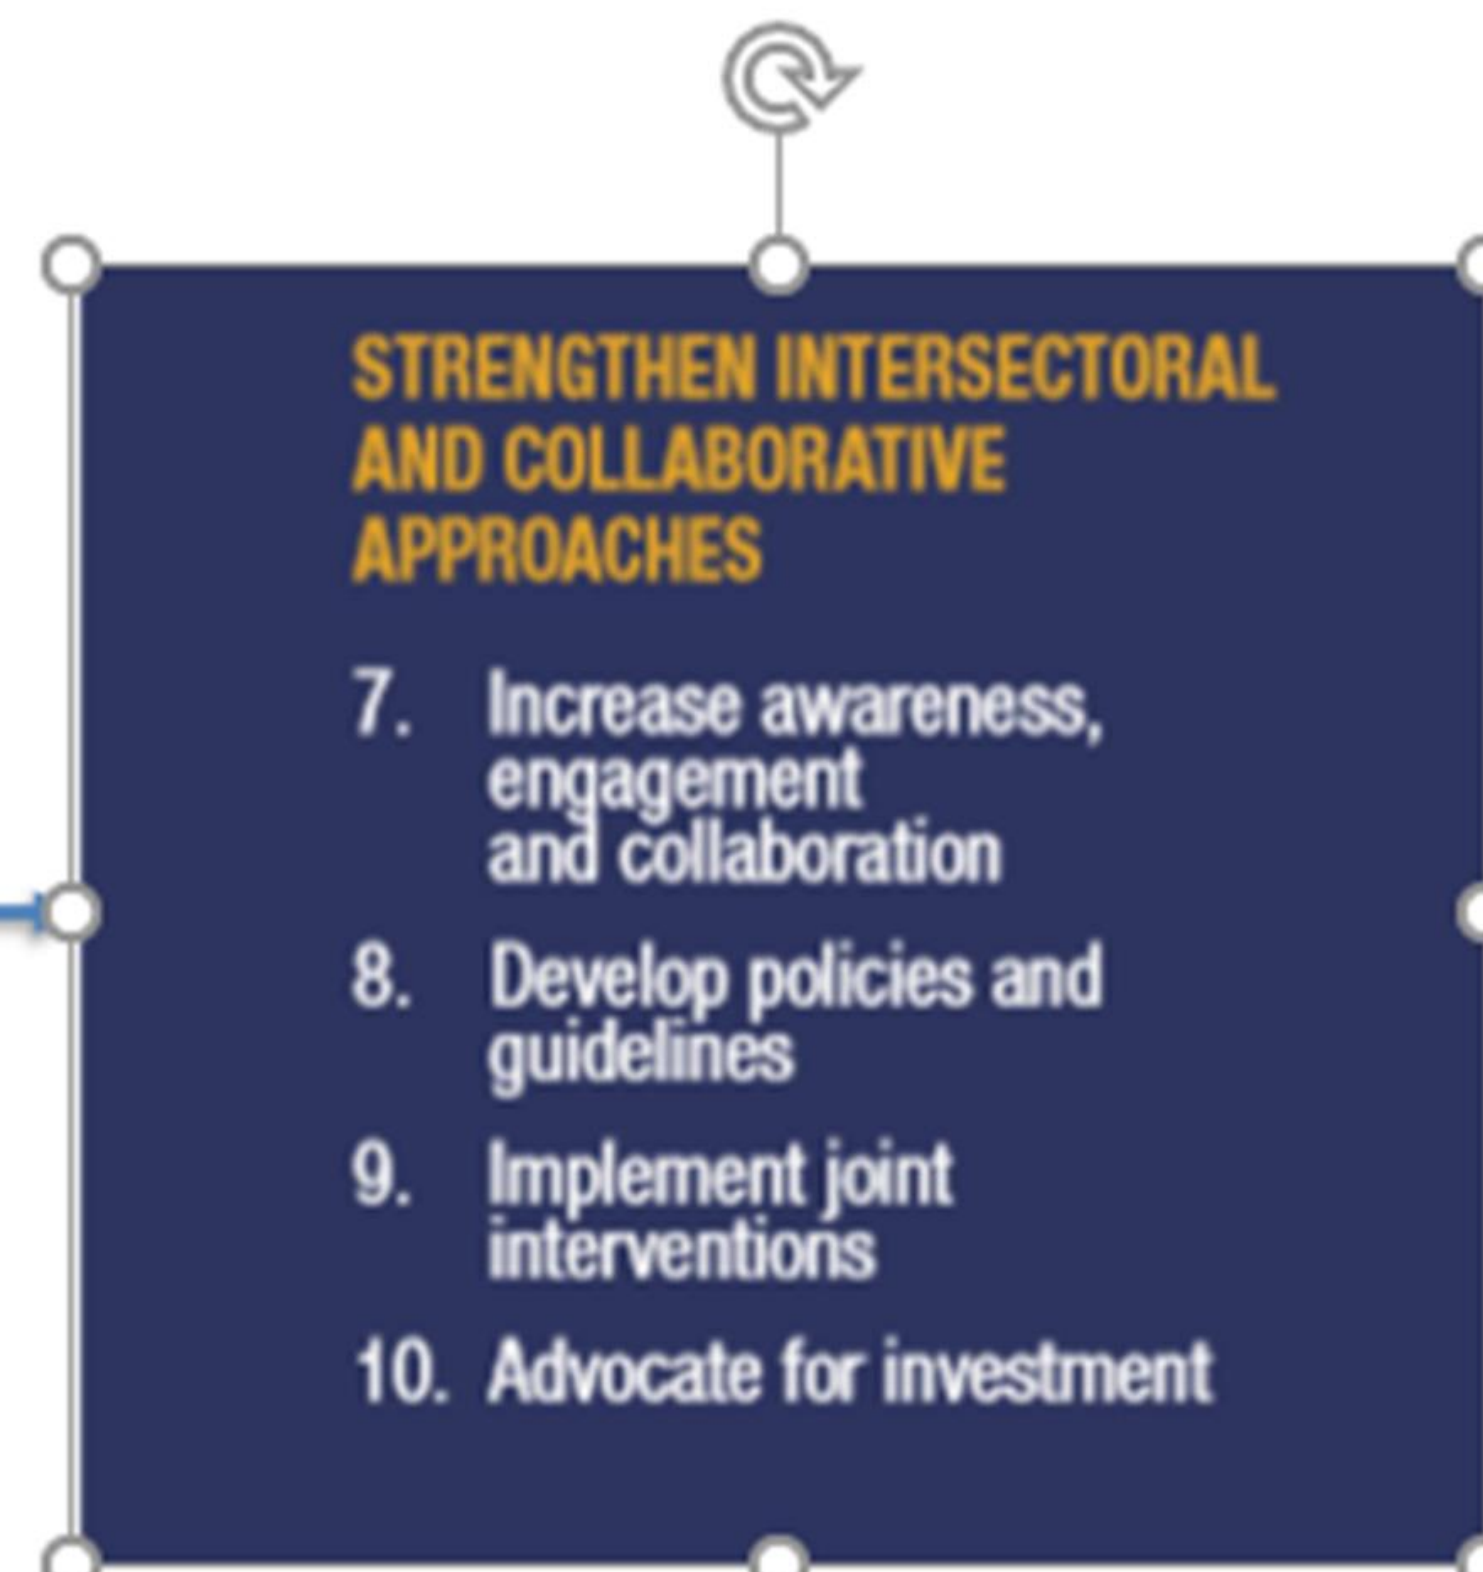 STRENGTHEN INTERSECTORAL
AND COLLABORATIVE
APPROACHES
7. Increase awareness,
engagement
and collaboration
8. Develop policies and
guidelines
9. Implement joint
interventions
10. Advocate for investment